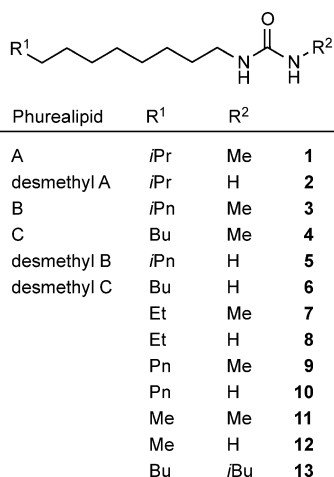 O
R¹ N H N H R²
Phurealipid R¹ R²
A iPr Me 1
desmethyl A iPr H 2
B iPn Me 3
C Bu Me 4
desmethyl B iPn H 5
desmethyl C Bu H 6
Et Me 7
Et H 8
Pn Me 9
Pn H 10
Me Me 11
Me H 12
Bu iBu 13